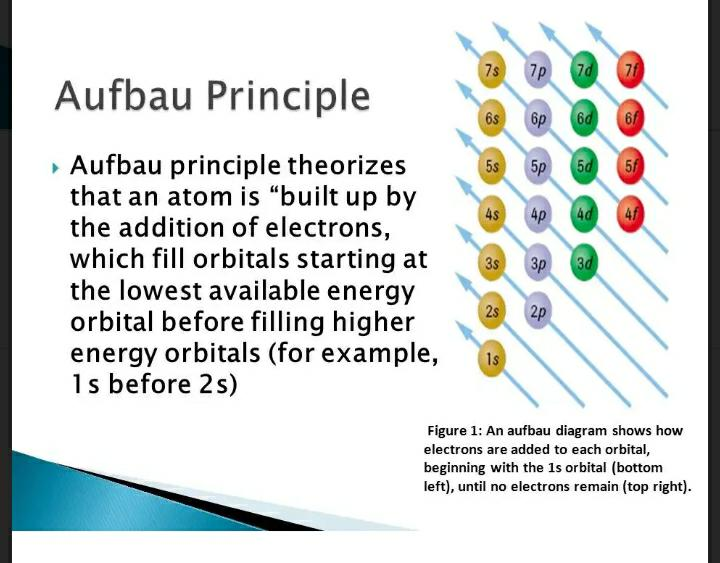 Aufbau Principle
Aufbau principle theorizes
that an atom is “built up by
the addition of electrons,
which fill orbitals starting at
the lowest available energy
orbital before filling higher
energy orbitals (for example,
1s before 2s)
7s 7p 7d 7f
6s 6p 6d 6f
5s 5p 5d 5f
4s 4p 4d 4f
3s 3p 3d
2s 2p
1s
Figure 1: An aufbau diagram shows how
electrons are added to each orbital,
beginning with the 1s orbital (bottom
left), until no electrons remain (top right).